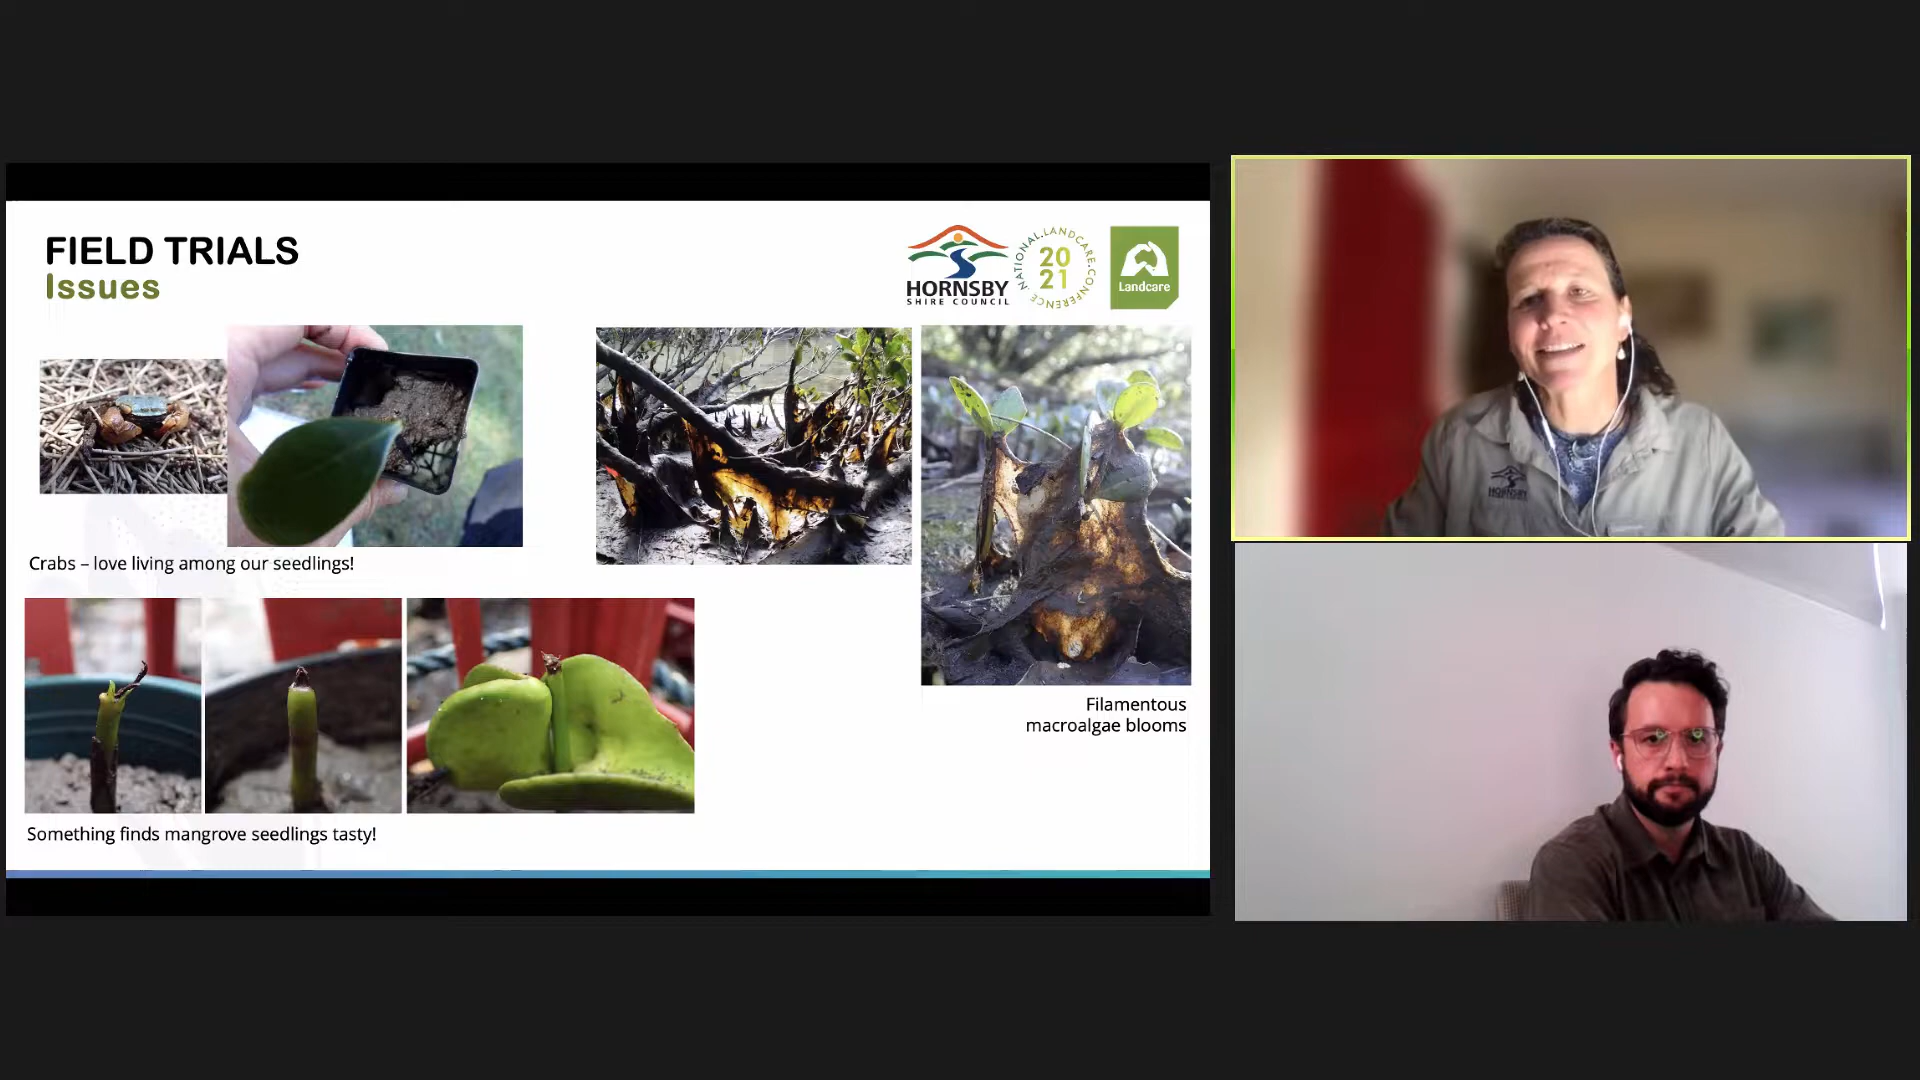 FIELD TRIALS
Issues
HORNSBY
SHIRE COUNCIL
NATIONAL.LANDCARE.CONFERENCE
20
21
Landcare
Crabs – love living among our seedlings!
Filamentous
macroalgae blooms
Something finds mangrove seedlings tasty!
HORNSBY